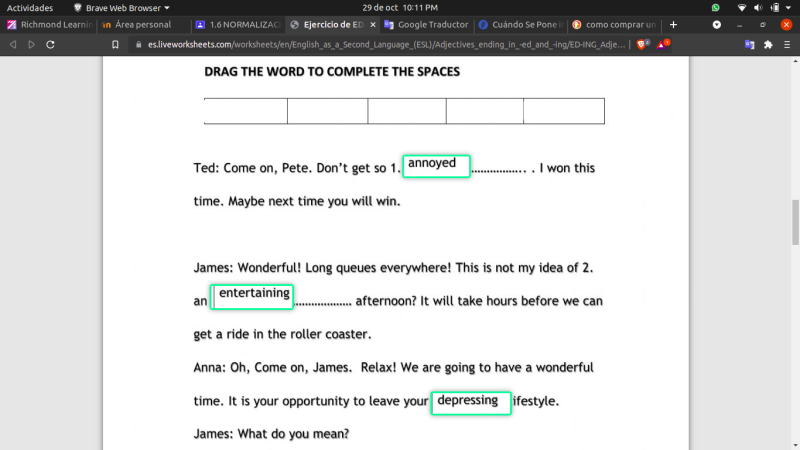 Actividades Brave Web Browser 29 de oct 10:11 PM
Richmond Learnin Área personal 1.6 NORMALIZAC Ejercicio de ED Google Traductor Cuándo Se Pone como comprar un
es.liveworksheets.com/worksheets/en/English_as_a_Second_Language_(ESL)/Adjectives_ending_in_-ed_and_-ing/ED-ING_Adje...
DRAG THE WORD TO COMPLETE THE SPACES
Ted: Come on, Pete. Don't get so 1. annoyed ................. . I won this
time. Maybe next time you will win.
James: Wonderful! Long queues everywhere! This is not my idea of 2.
an entertaining .................. afternoon? It will take hours before we can
get a ride in the roller coaster.
Anna: Oh, Come on, James. Relax! We are going to have a wonderful
time. It is your opportunity to leave your depressing ifestyle.
James: What do you mean?